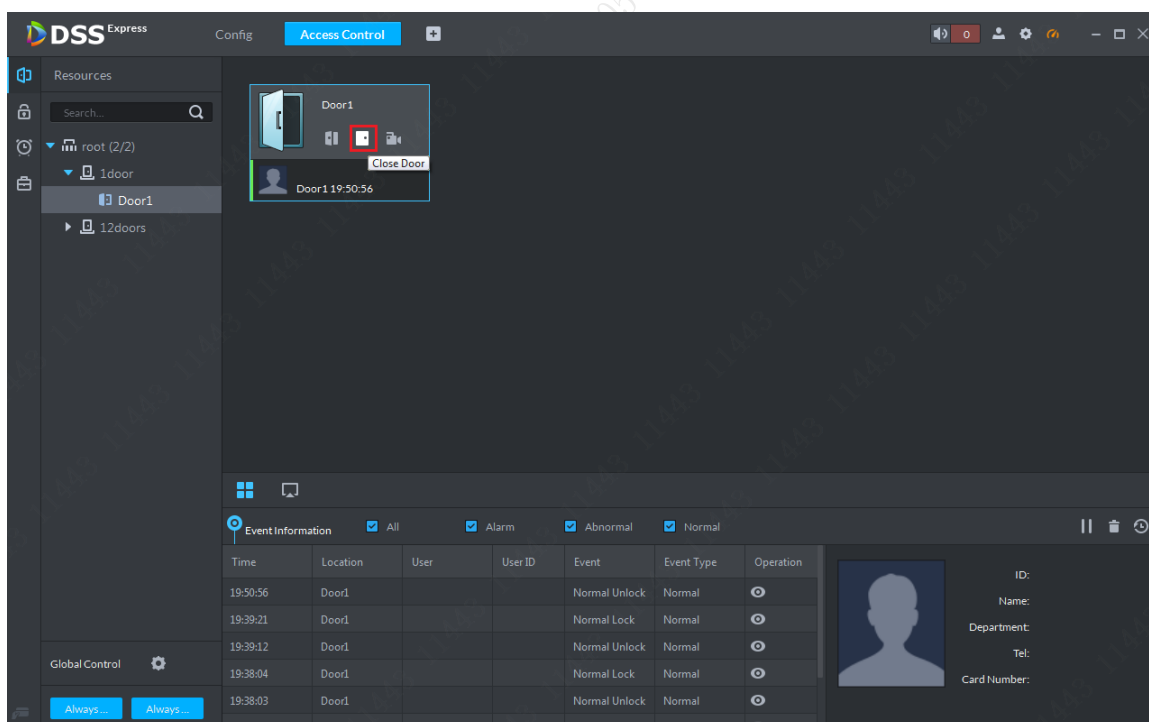 DSS Express
Config
Access Control
0
Resources
Search...
root (2/2)
1door
Door1
12doors
Door1
Close Door
Door1 19:50:56
Event Information
All
Alarm
Abnormal
Normal
Time Location User User ID Event Event Type Operation
19:50:56 Door1 Normal Unlock Normal
19:39:21 Door1 Normal Lock Normal
19:39:12 Door1 Normal Unlock Normal
19:38:04 Door1 Normal Lock Normal
19:38:03 Door1 Normal Unlock Normal
ID:
Name:
Department:
Tel:
Card Number:
Global Control
Always... Always...